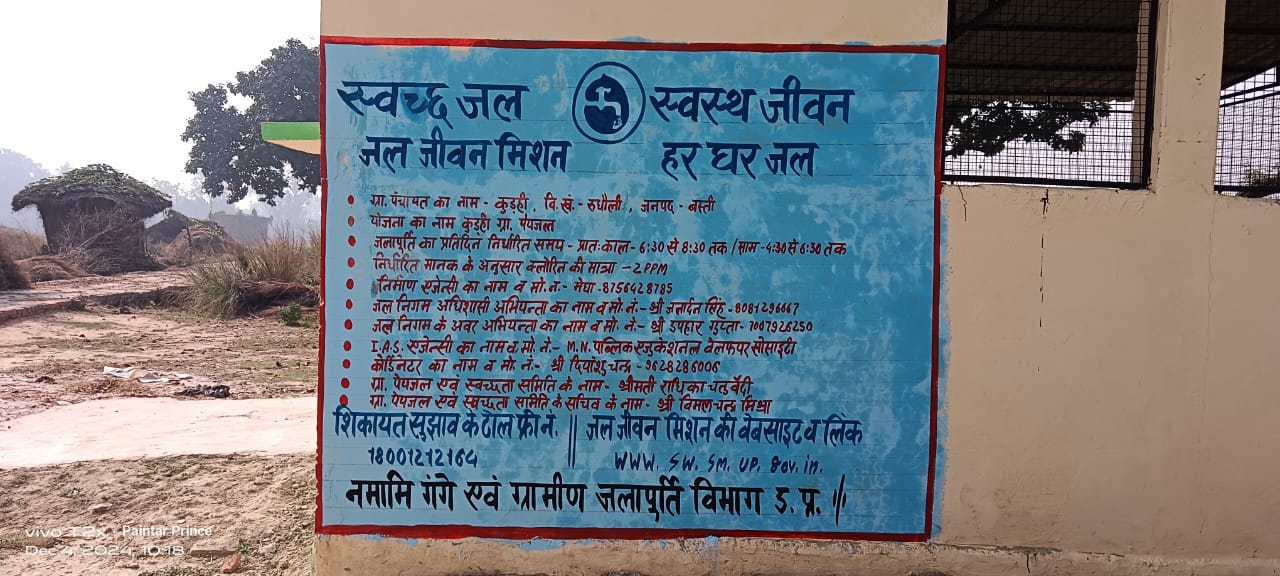 स्वच्छ जल स्वस्थ जीवन
जल जीवन मिशन हर घर जल
ग्रा. पंचायत का नाम - कुड़ही, वि.खं.- रुधौली, जनपद - बस्ती
योजना का नाम कुड़ही ग्रा. पेयजल
जलापूर्ति का प्रतिदिन निर्धारित समय - प्रातःकाल - 6:30 से 8:30 तक / साम - 4:30 से 6:30 तक
निर्धारित मानक के अनुसार क्लोरिन की मात्रा - 2 PPM
निर्माण एजेन्सी का नाम व मो. नं.- मेघा - 8756428785
जल निगम अधिशासी अभियन्ता का नाम व मो. नं.- श्री जनार्दन सिंह - 8081296667
जल निगम के अवर अभियन्ता का नाम व मो. नं.- श्री उपहार गुप्ता - 7007926250
I.A.S. एजेन्सी का नाम व मो. नं.- M.N. पब्लिक एजुकेशनल वेलफेयर सोसाइटी
कोर्डिनेटर का नाम व मो. नं.- श्री दिपांशु चन्द्र - 9628286006
ग्रा. पेयजल एवं स्वच्छता समिति के नाम - श्रीमती राधिका चतुर्वेदी
ग्रा. पेयजल एवं स्वच्छता समिति के सचिव के नाम - श्री विमल चन्द्र मिश्रा
शिकायत सुझाव के टोल फ्री नं. || जल जीवन मिशन की वेबसाइट व लिंक
18001212164 WWW. SW. SM. UP. Gov. in.
नमामि गंगे एवं ग्रामीण जलापूर्ति विभाग उ. प्र. //
vivo T2x · Paintar Prince
Dec 4, 2024, 10:18